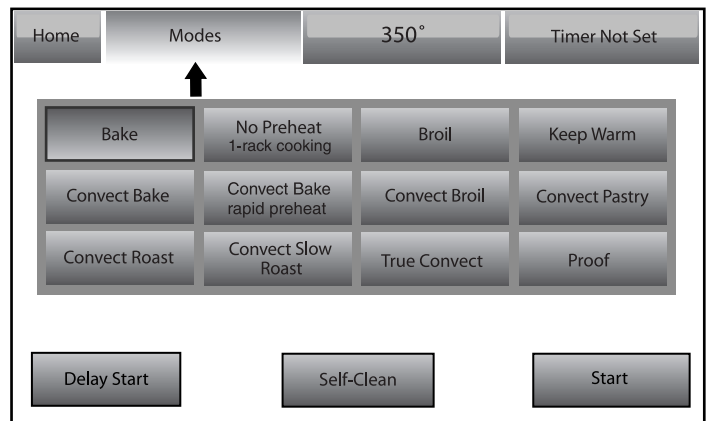 Home
Modes
350°
Timer Not Set
Bake
No Preheat
1-rack cooking
Broil
Keep Warm
Convect Bake
Convect Bake
rapid preheat
Convect Broil
Convect Pastry
Convect Roast
Convect Slow
Roast
True Convect
Proof
Delay Start
Self-Clean
Start